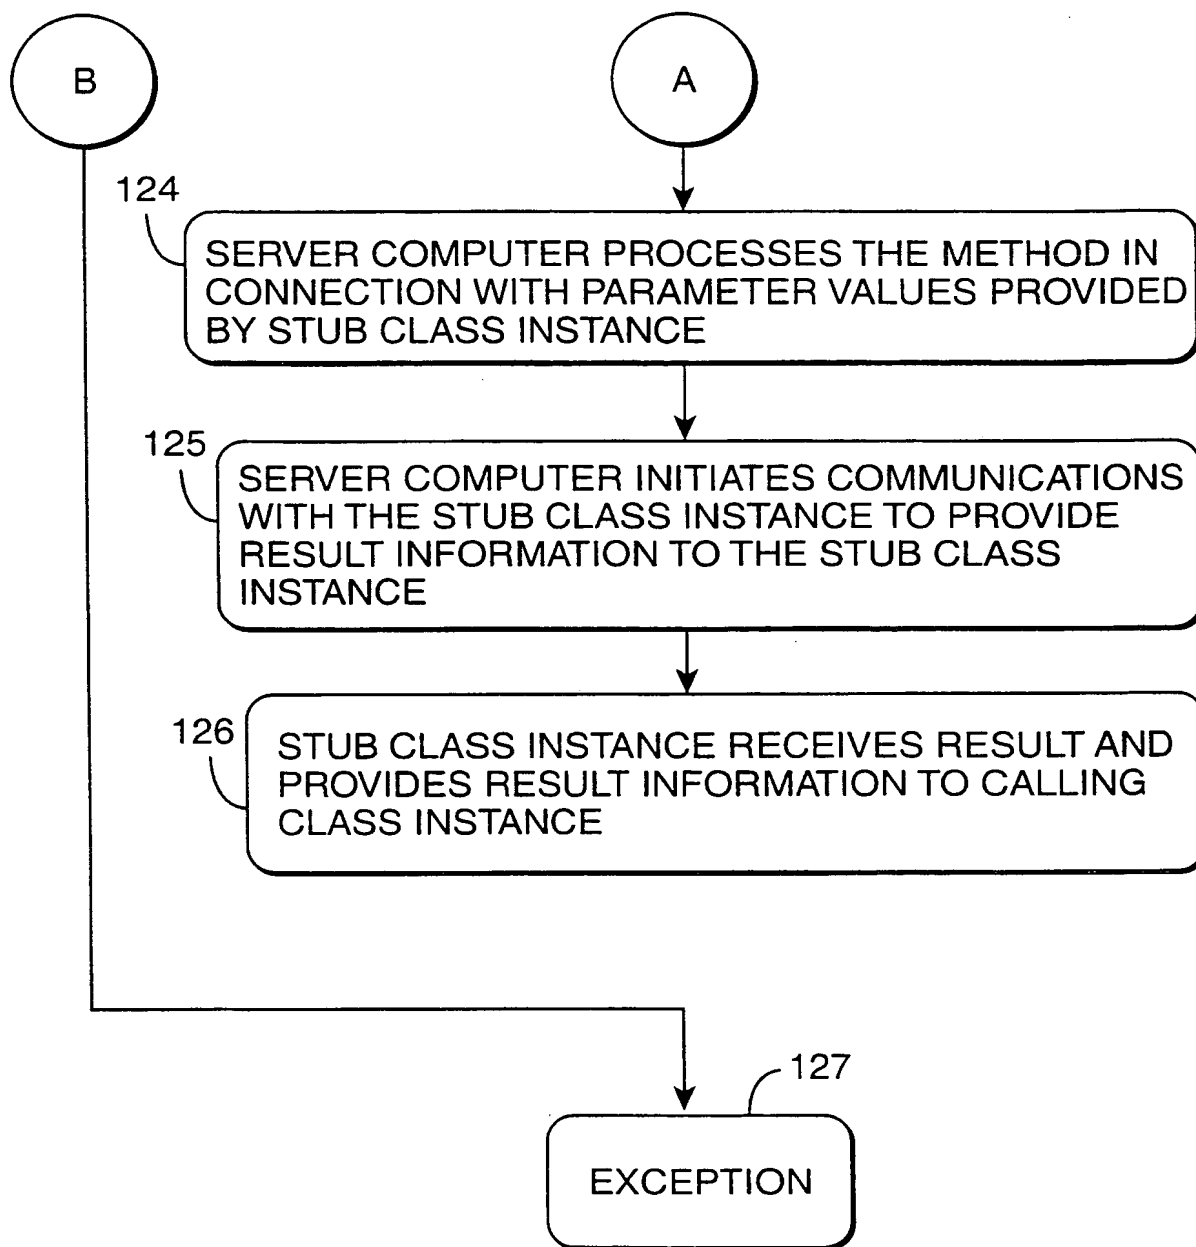 B
A
124
SERVER COMPUTER PROCESSES THE METHOD IN
CONNECTION WITH PARAMETER VALUES PROVIDED
BY STUB CLASS INSTANCE
125
SERVER COMPUTER INITIATES COMMUNICATIONS
WITH THE STUB CLASS INSTANCE TO PROVIDE
RESULT INFORMATION TO THE STUB CLASS
INSTANCE
126
STUB CLASS INSTANCE RECEIVES RESULT AND
PROVIDES RESULT INFORMATION TO CALLING
CLASS INSTANCE
127
EXCEPTION